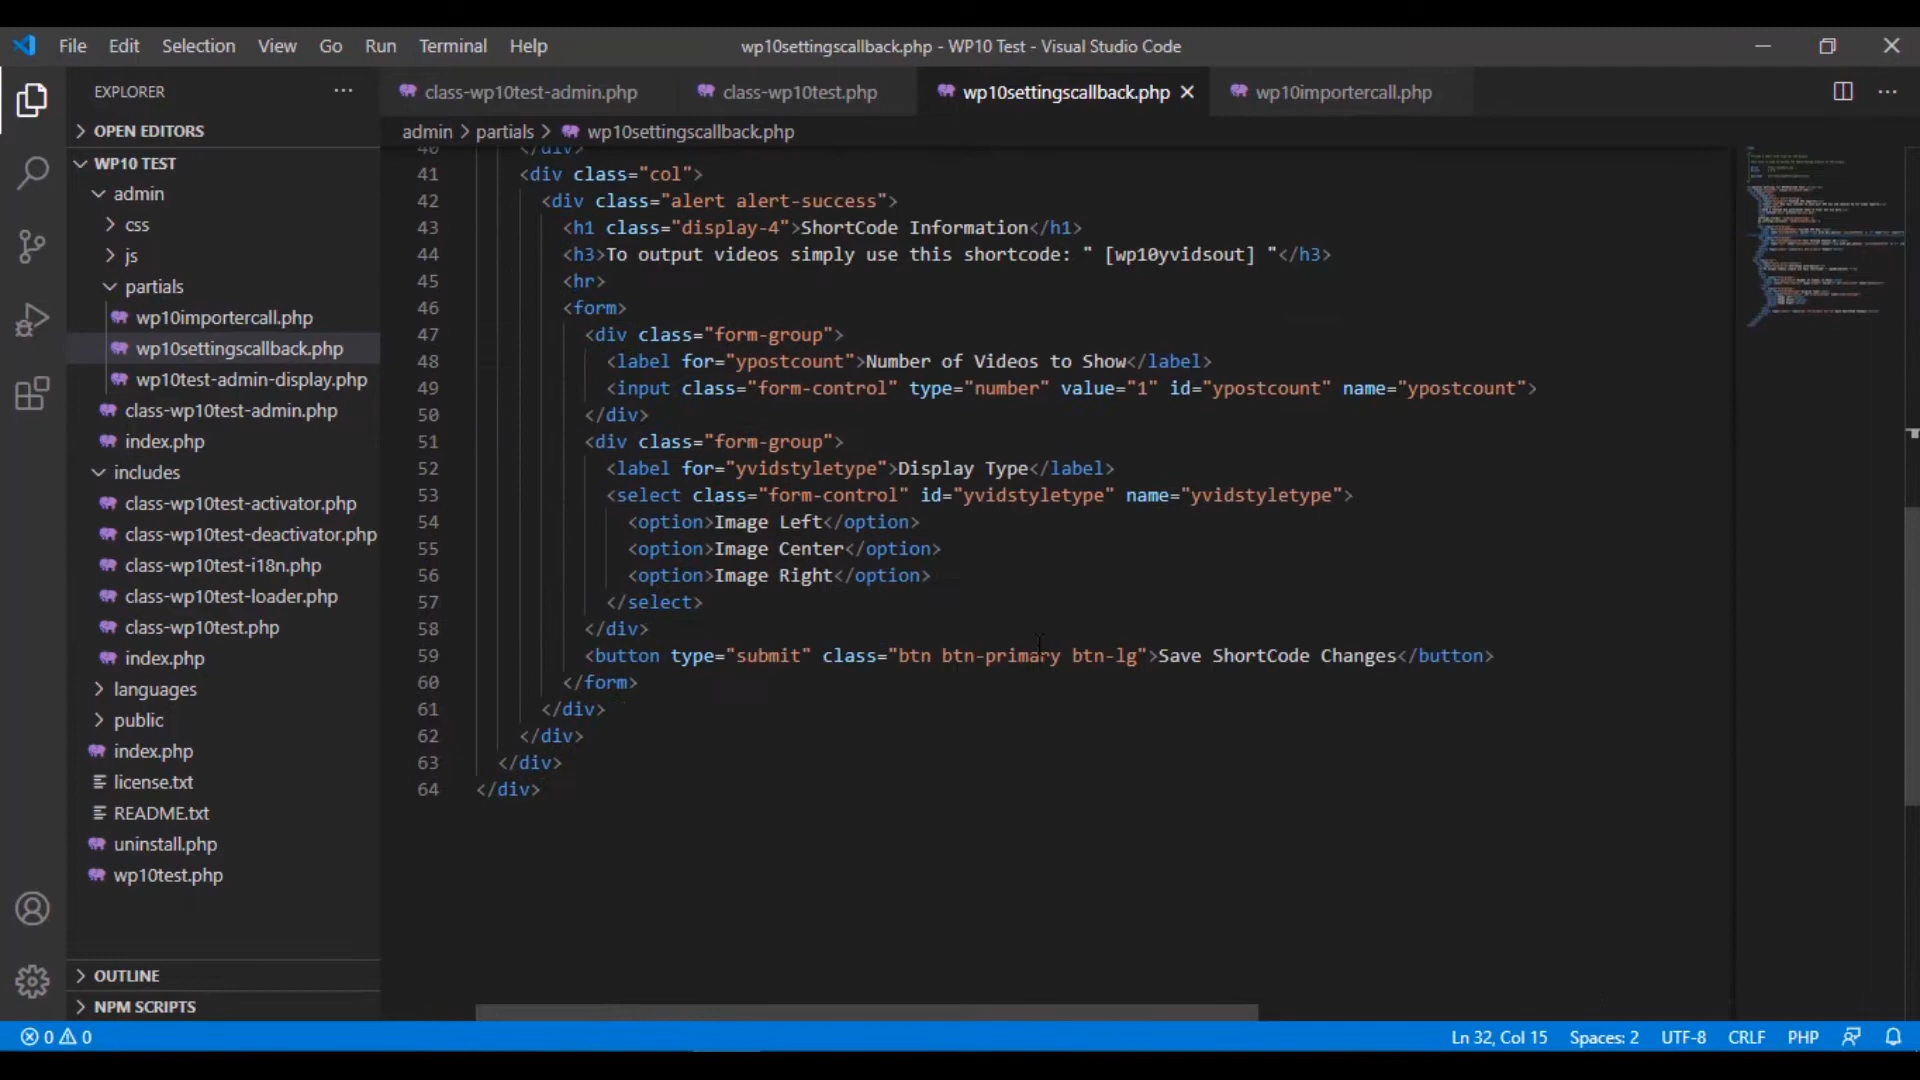 File Edit Selection View Go Run Terminal Help wp10settingscallback.php - WP10 Test - Visual Studio Code
EXPLORER ...
class-wp10test-admin.php class-wp10test.php wp10settingscallback.php wp10importercall.php
OPEN EDITORS
admin > partials > wp10settingscallback.php
WP10 TEST
admin
css
js
partials
wp10importercall.php
wp10settingscallback.php
wp10test-admin-display.php
class-wp10test-admin.php
index.php
includes
class-wp10test-activator.php
class-wp10test-deactivator.php
class-wp10test-i18n.php
class-wp10test-loader.php
class-wp10test.php
index.php
languages
public
index.php
license.txt
README.txt
uninstall.php
wp10test.php
OUTLINE
NPM SCRIPTS
40 </div>
41 <div class="col">
42 <div class="alert alert-success">
43 <h1 class="display-4">ShortCode Information</h1>
44 <h3>To output videos simply use this shortcode: " [wp10yvidsout] "</h3>
45 <hr>
46 <form>
47 <div class="form-group">
48 <label for="ypostcount">Number of Videos to Show</label>
49 <input class="form-control" type="number" value="1" id="ypostcount" name="ypostcount">
50 </div>
51 <div class="form-group">
52 <label for="yvidstyletype">Display Type</label>
53 <select class="form-control" id="yvidstyletype" name="yvidstyletype">
54 <option>Image Left</option>
55 <option>Image Center</option>
56 <option>Image Right</option>
57 </select>
58 </div>
59 <button type="submit" class="btn btn-primary btn-lg">Save ShortCode Changes</button>
60 </form>
61 </div>
62 </div>
63 </div>
64 </div>
0 0 Ln 32, Col 15 Spaces: 2 UTF-8 CRLF PHP